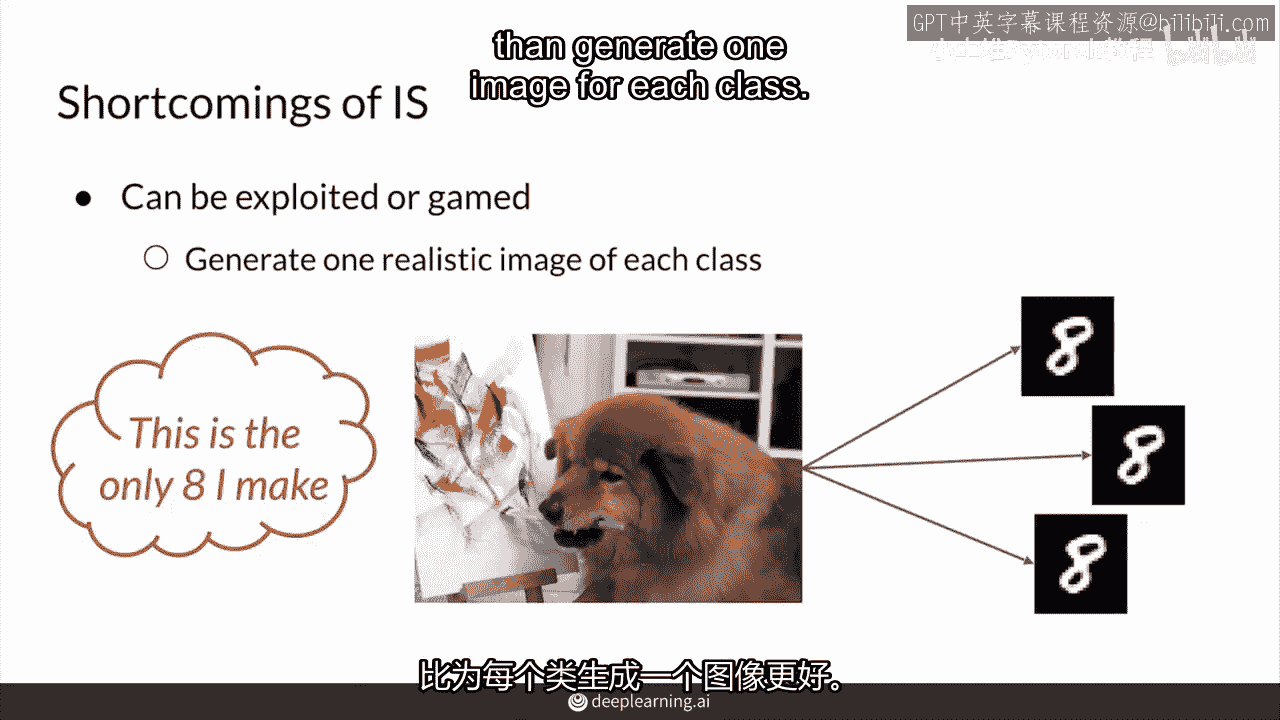 GPT中英字幕课程资源@bilibili.com
than generate one
image for each class.
Shortcomings of IS
● Can be exploited or gamed
○ Generate one realistic image of each class
This is the
only 8 I make
8
8
8
比为每个类生成一个图像更好。
deeplearning.ai